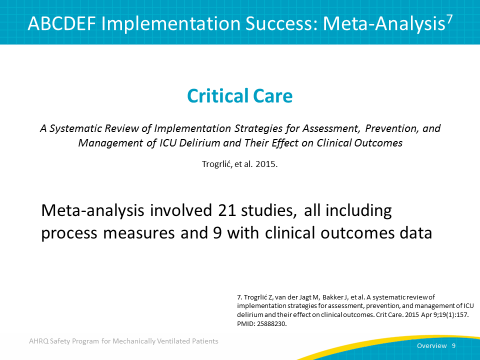 ABCDEF Implementation Success: Meta-Analysis7
Critical Care
A Systematic Review of Implementation Strategies for Assessment, Prevention, and
Management of ICU Delirium and Their Effect on Clinical Outcomes
Trogrlić, et al. 2015.
Meta-analysis involved 21 studies, all including
process measures and 9 with clinical outcomes data
7. Trogrlić Z, van der Jagt M, Bakker J, et al. A systematic review of
implementation strategies for assessment, prevention, and management of ICU
delirium and their effect on clinical outcomes. Crit Care. 2015 Apr 9;19(1):157.
PMID: 25888230.
AHRQ Safety Program for Mechanically Ventilated Patients
Overview 9